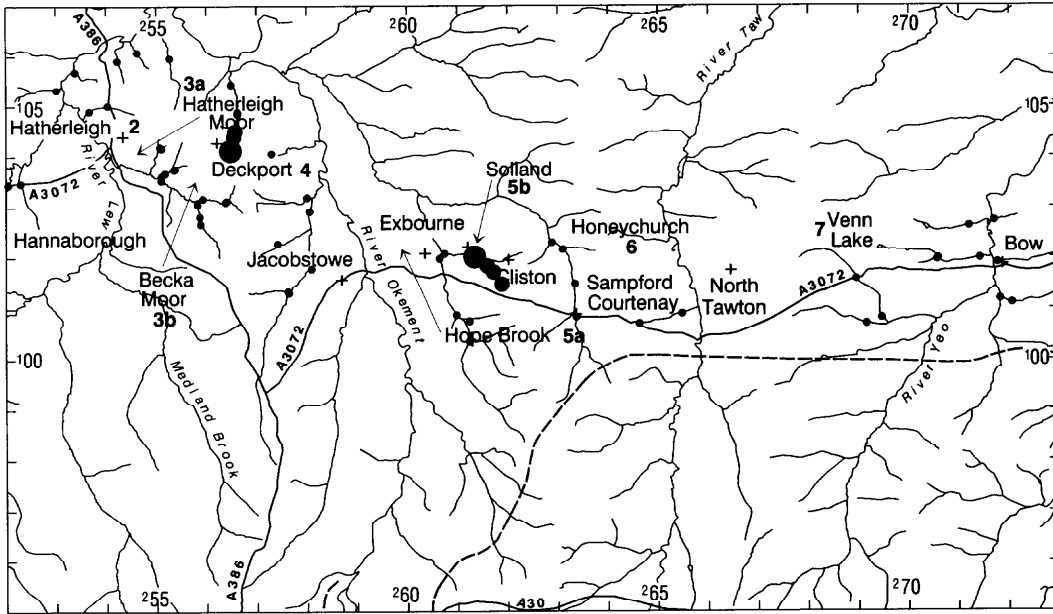 255
260
265
270
A386
River Taw
3a
105
105
Hatherleigh
Moor
Hatherleigh
2
Deckport 4
Solland
5b
A3072
River Lew
Exbourne
Honeychurch
6
7
Venn
Lake
Hannaborough
Jacobstowe
River Okement
Bow
Becka
Moor
3b
Cliston
Sampford
Courtenay
North
Tawton
A3072
Hope Brook
5a
A3072
100
100
Medland Brook
River Yeo
A386
255
260
A30
265
270